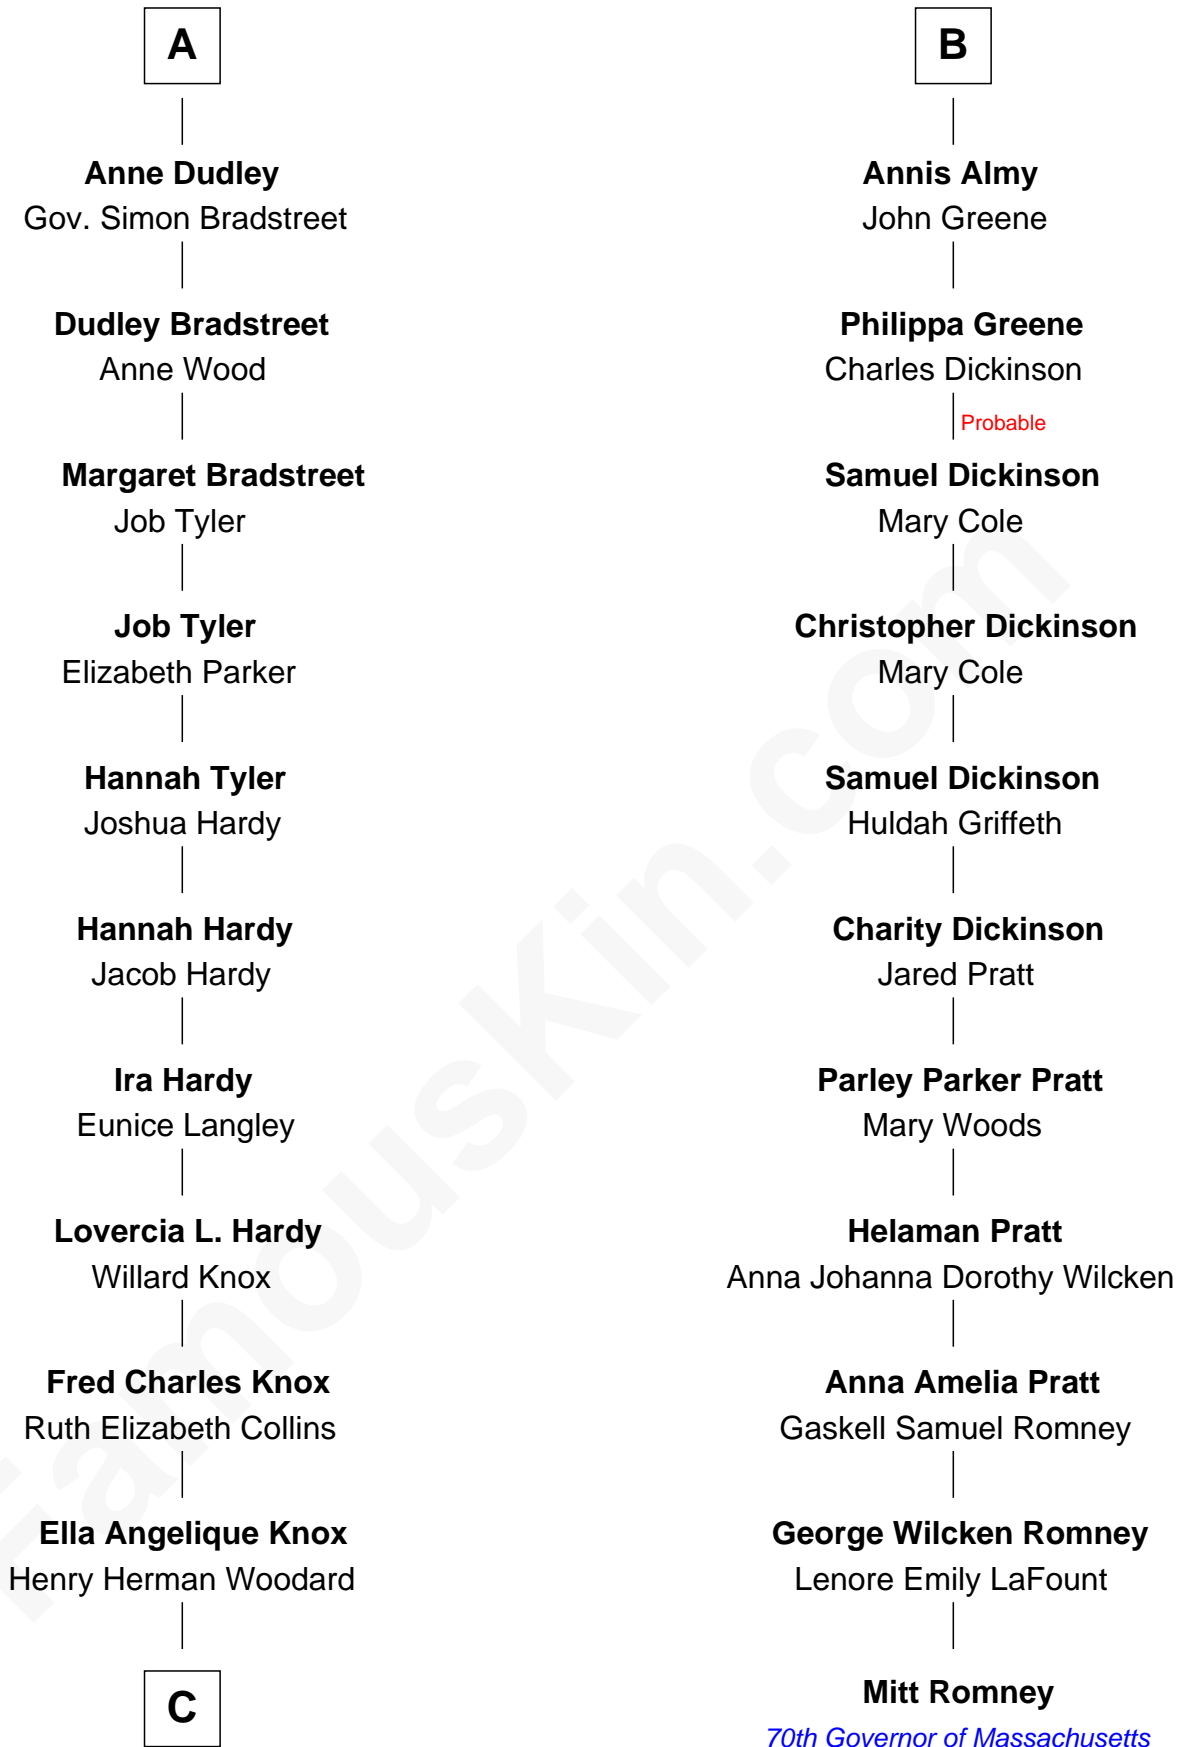 A
Anne Dudley
Gov. Simon Bradstreet
Dudley Bradstreet
Anne Wood
Margaret Bradstreet
Job Tyler
Job Tyler
Elizabeth Parker
Hannah Tyler
Joshua Hardy
Hannah Hardy
Jacob Hardy
Ira Hardy
Eunice Langley
Lovercia L. Hardy
Willard Knox
Fred Charles Knox
Ruth Elizabeth Collins
Ella Angelique Knox
Henry Herman Woodard
C
B
Annis Almy
John Greene
Philippa Greene
Charles Dickinson
Probable
Samuel Dickinson
Mary Cole
Christopher Dickinson
Mary Cole
Samuel Dickinson
Huldah Griffeth
Charity Dickinson
Jared Pratt
Parley Parker Pratt
Mary Woods
Helaman Pratt
Anna Johanna Dorothy Wilcken
Anna Amelia Pratt
Gaskell Samuel Romney
George Wilcken Romney
Lenore Emily LaFount
Mitt Romney
70th Governor of Massachusetts
FamousKin.com